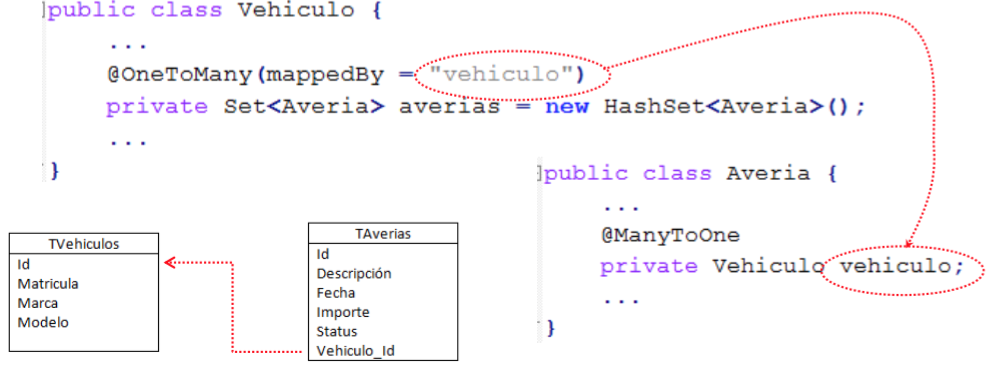 public class Vehiculo {
...
@OneToMany(mappedBy = "vehiculo")
private Set<Averia> averias = new HashSet<Averia>();
...
}
public class Averia {
...
@ManyToOne
private Vehiculo vehiculo;
...
}
TVehiculos
Id
Matricula
Marca
Modelo
TAverias
Id
Descripción
Fecha
Importe
Status
Vehiculo_Id